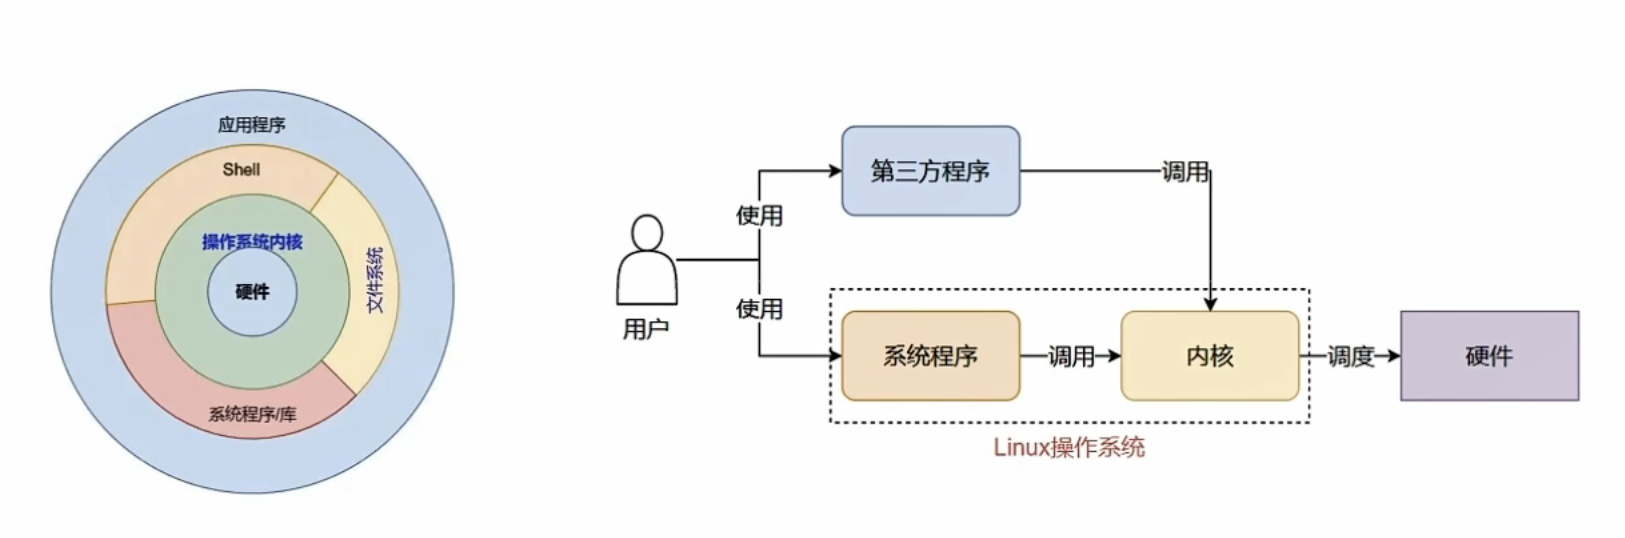 应用程序
Shell
操作系统内核
硬件
文件系统
系统程序/库
用户
使用
使用
第三方程序
调用
系统程序
调用
内核
调度
硬件
Linux操作系统